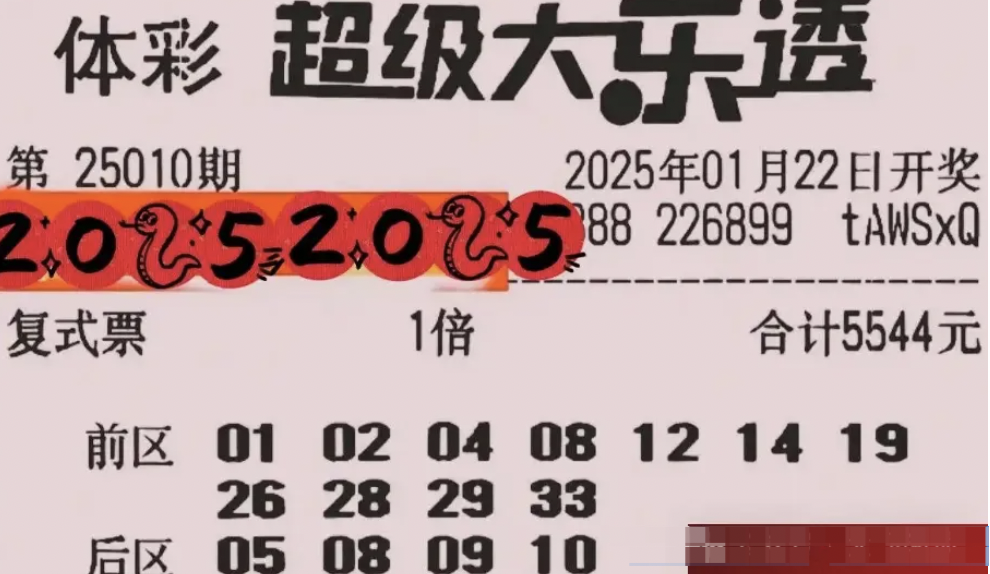 体彩 超级大乐透
第 25010期 2025年01月22日开奖
2025 2025 88 226899 tAWSxQ
复式票 1倍 合计5544元
前区 01 02 04 08 12 14 19
26 28 29 33
后区 05 08 09 10